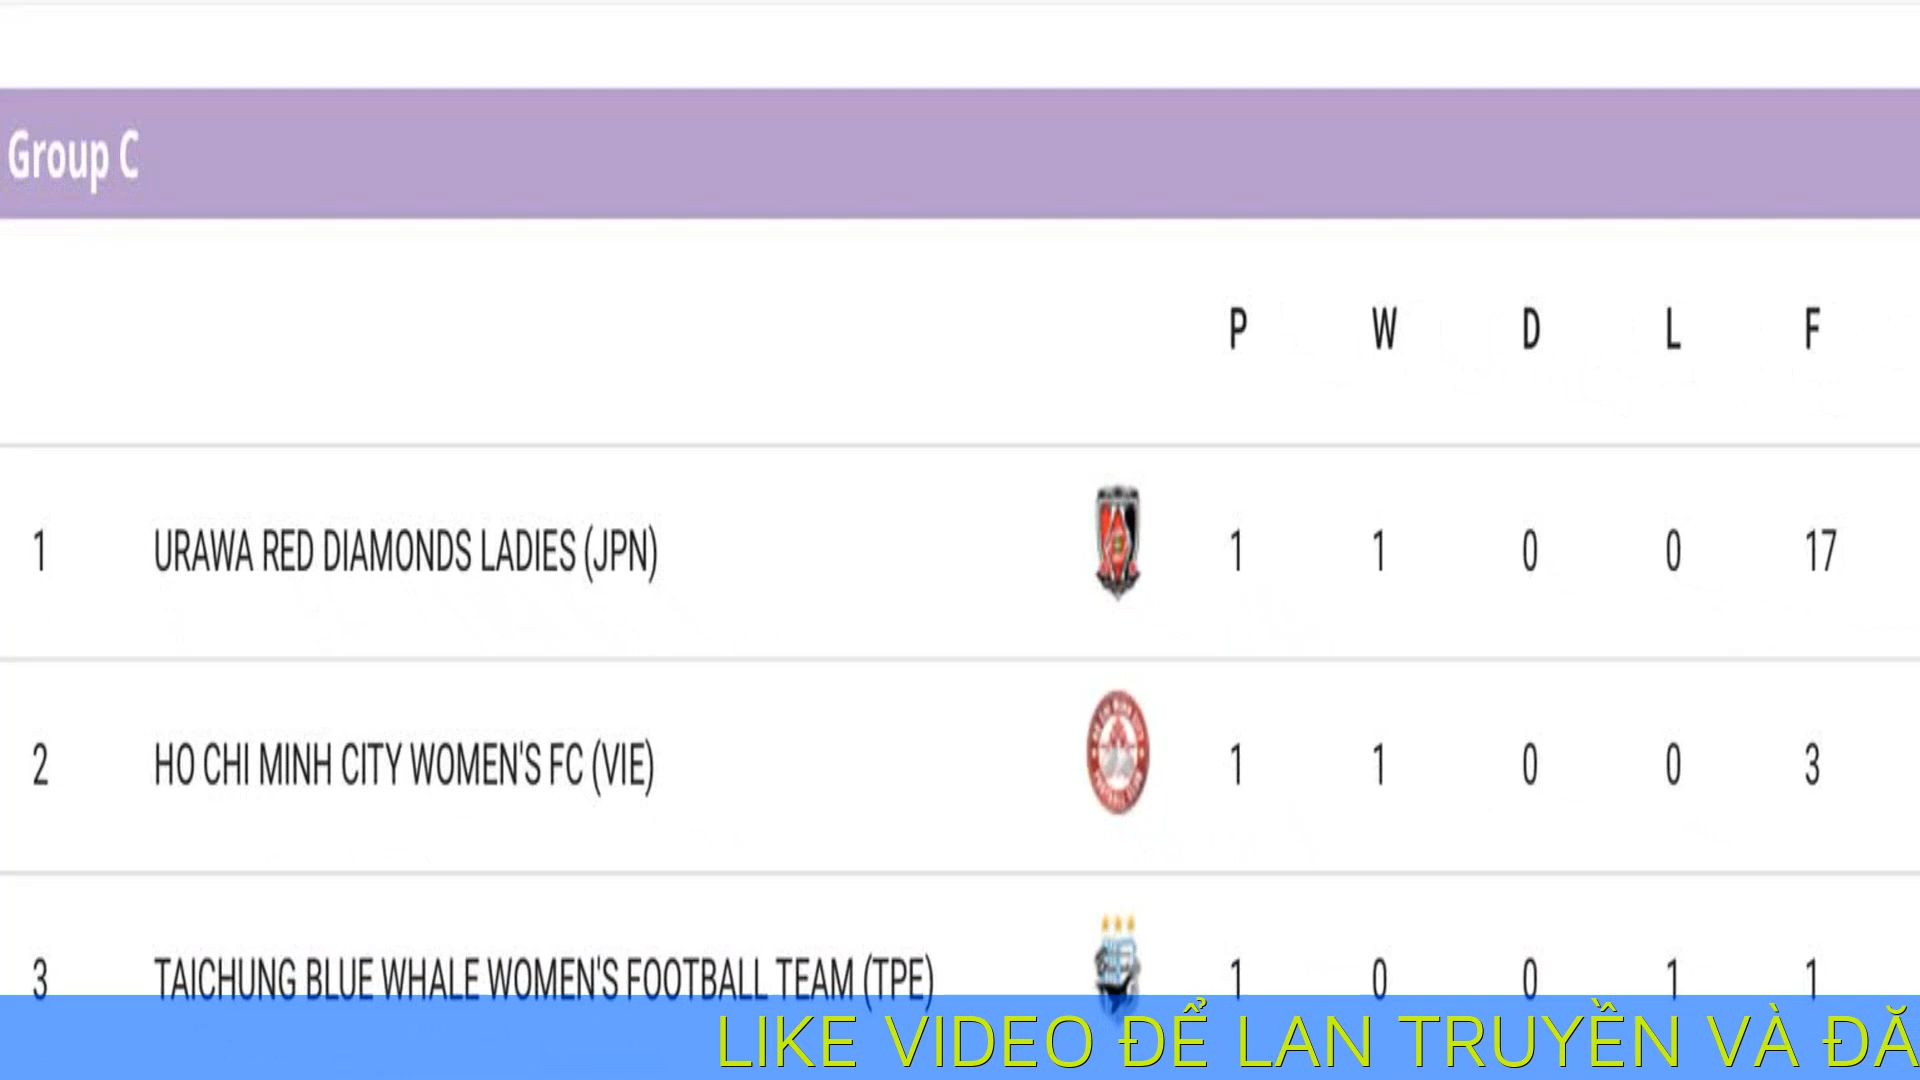 Group C
P W D L F
1 URAWA RED DIAMONDS LADIES (JPN) 1 1 0 0 17
2 HO CHI MINH CITY WOMEN'S FC (VIE) 1 1 0 0 3
3 TAICHUNG BLUE WHALE WOMEN'S FOOTBALL TEAM (TPE) 1 0 0 1 1
LIKE VIDEO ĐỂ LAN TRUYỀN VÀ ĐĂ